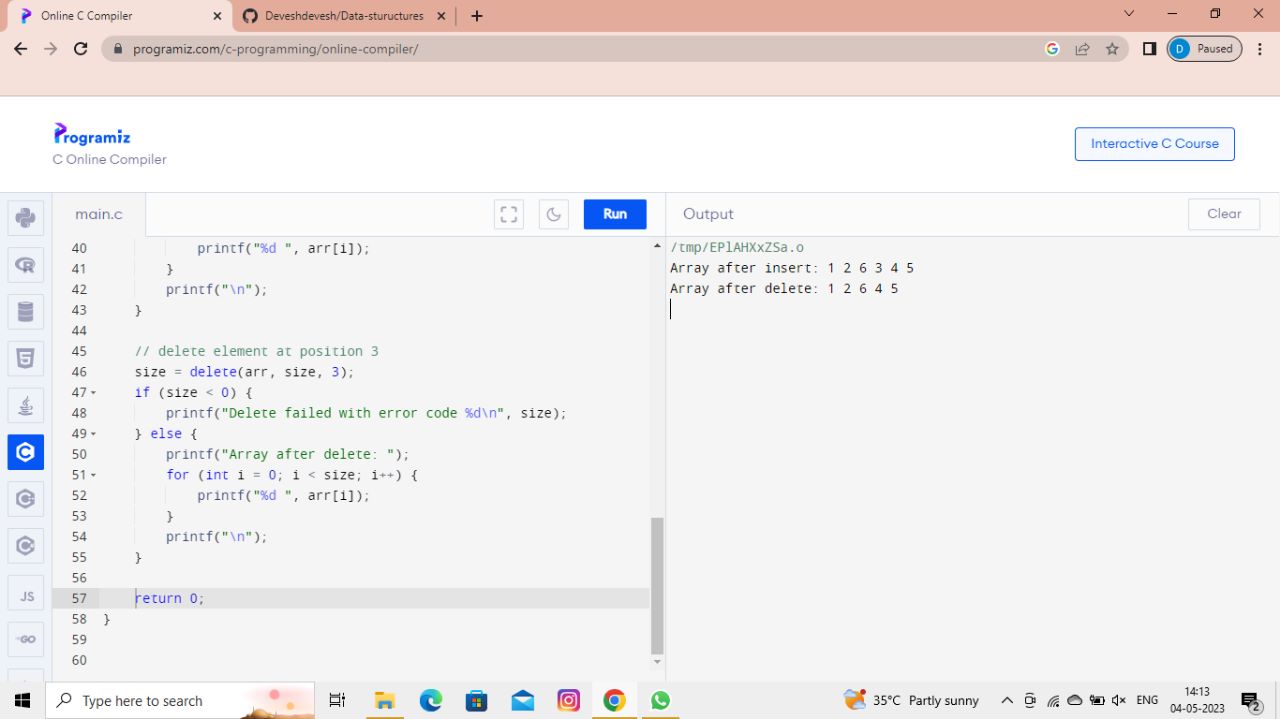 Online C Compiler
Deveshdevesh/Data-sturuc​tures
programiz.com/c-programming/online-compiler/
D Paused
Programiz
C Online Compiler
Interactive C Course
main.c
Run
Output
Clear
40 printf("%d ", arr[i]);
41 }
42 printf("\n");
43 }
44
45 // delete element at position 3
46 size = delete(arr, size, 3);
47 if (size < 0) {
48 printf("Delete failed with error code %d\n", size);
49 } else {
50 printf("Array after delete: ");
51 for (int i = 0; i < size; i++) {
52 printf("%d ", arr[i]);
53 }
54 printf("\n");
55 }
56
57 return 0;
58 }
59
60
/tmp/EPlAHXxZSa.o
Array after insert: 1 2 6 3 4 5
Array after delete: 1 2 6 4 5
JS
GO
Type here to search
35°C Partly sunny
ENG
14:13
04-05-2023
2